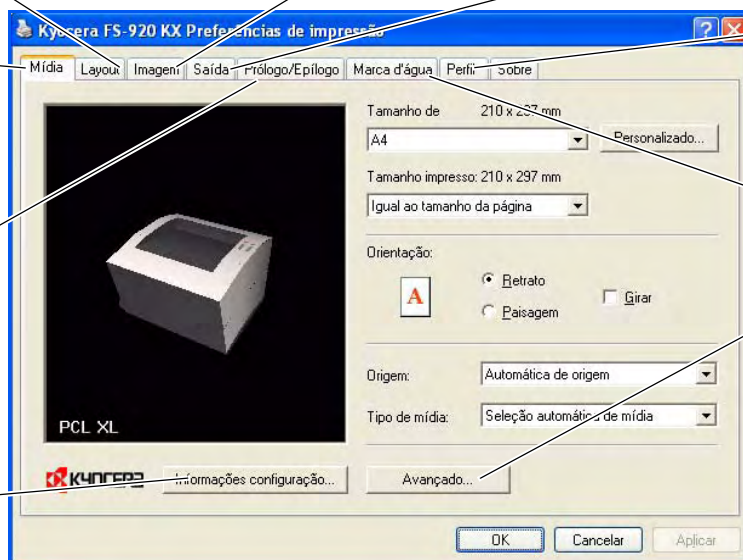 Kyocera FS-920 KX Preferências de impressão
Mídia Layout Imagem Saída Prólogo/Epílogo Marca d'água Perfil Sobre
Tamanho de 210 x 297 mm
A4 Personalizado...
Tamanho impresso: 210 x 297 mm
Igual ao tamanho da página
Orientação:
A
Retrato
Girar
Paisagem
Origem: Automática de origem
Tipo de mídia: Seleção automática de mídia
PCL XL
KYOCERA Informações configuração... Avançado...
OK Cancelar Aplicar